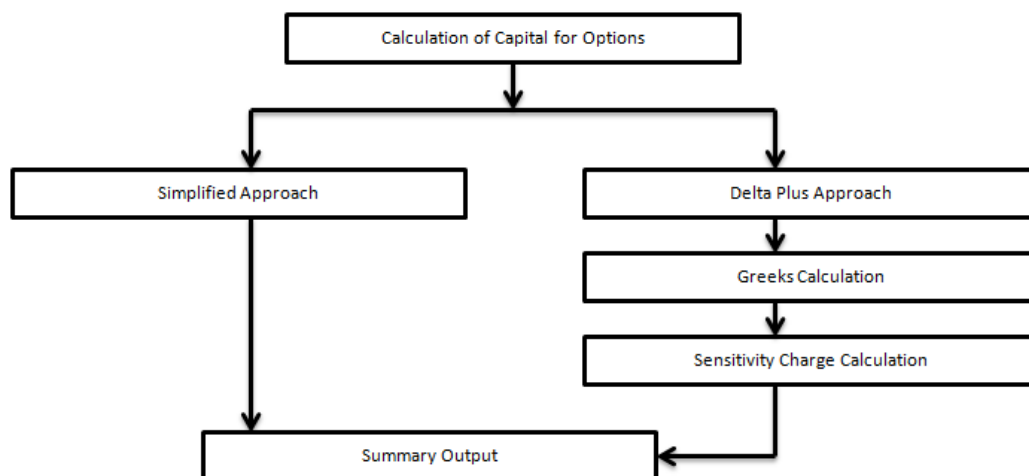 Calculation of Capital for Options
Simplified Approach
Delta Plus Approach
Greeks Calculation
Sensitivity Charge Calculation
Summary Output